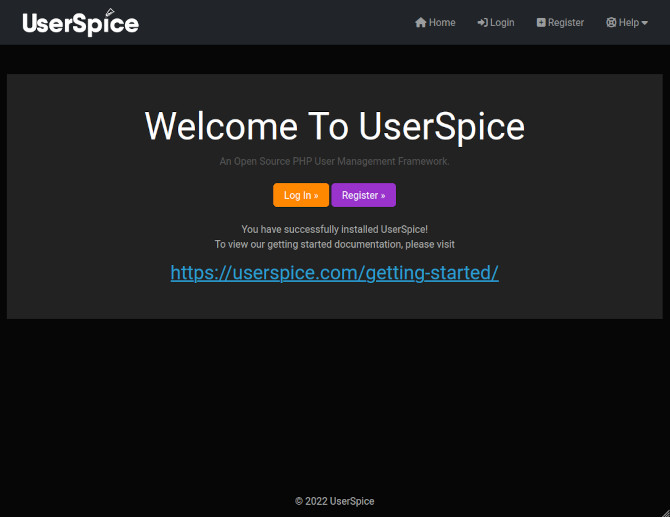 UserSpice
Home Login Register Help
Welcome To UserSpice
An Open Source PHP User Management Framework.
Log In » Register »
You have successfully installed UserSpice!
To view our getting started documentation, please visit
https://userspice.com/getting-started/
© 2022 UserSpice